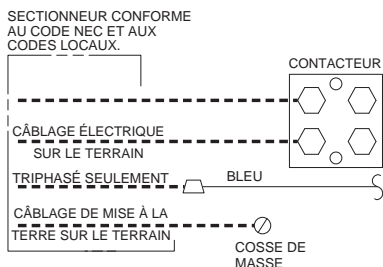 SECTIONNEUR CONFORME
AU CODE NEC ET AUX
CODES LOCAUX.
CONTACTEUR
CÂBLAGE ÉLECTRIQUE
SUR LE TERRAIN
TRIPHASÉ SEULEMENT
BLEU
CÂBLAGE DE MISE À LA
TERRE SUR LE TERRAIN
COSSE DE
MASSE